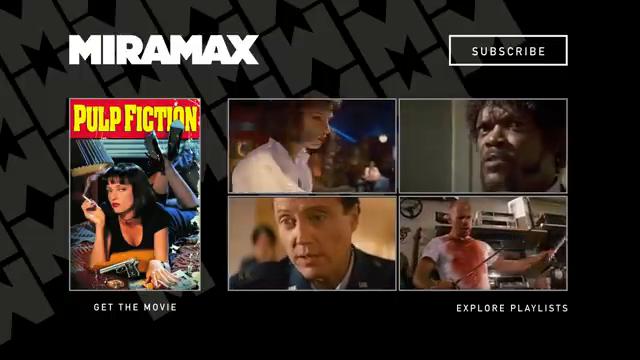 MIRAMAX
SUBSCRIBE
PULP FICTION
GET THE MOVIE
EXPLORE PLAYLISTS